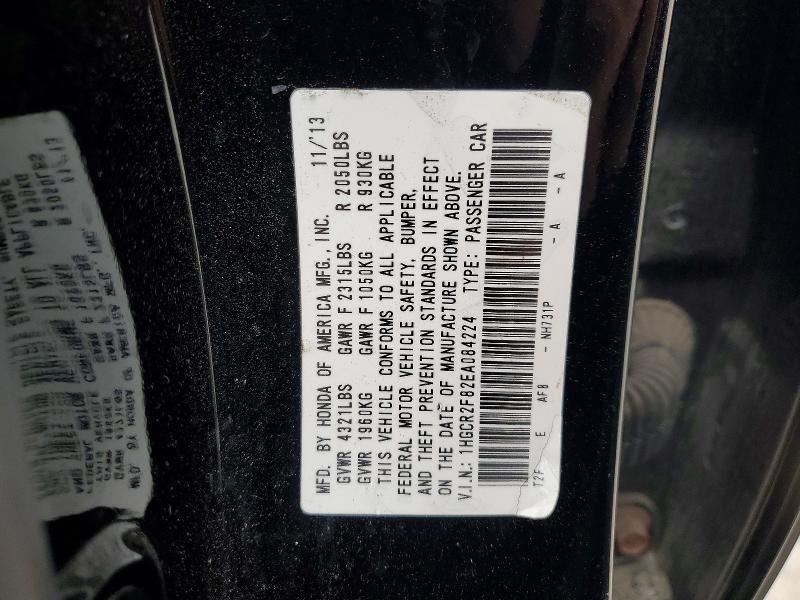 MFD. BY HONDA OF AMERICA MFG., INC. 11/'13
GVWR 4321LBS GAWR F 2315LBS R 2050LBS
GVWR 1960KG GAWR F 1050KG R 930KG
THIS VEHICLE CONFORMS TO ALL APPLICABLE
FEDERAL MOTOR VEHICLE SAFETY, BUMPER,
AND THEFT PREVENTION STANDARDS IN EFFECT
ON THE DATE OF MANUFACTURE SHOWN ABOVE.
V.I.N.: 1HGCR2F82EA084224 TYPE: PASSENGER CAR
T2F E AF8 - NH731P - A - A